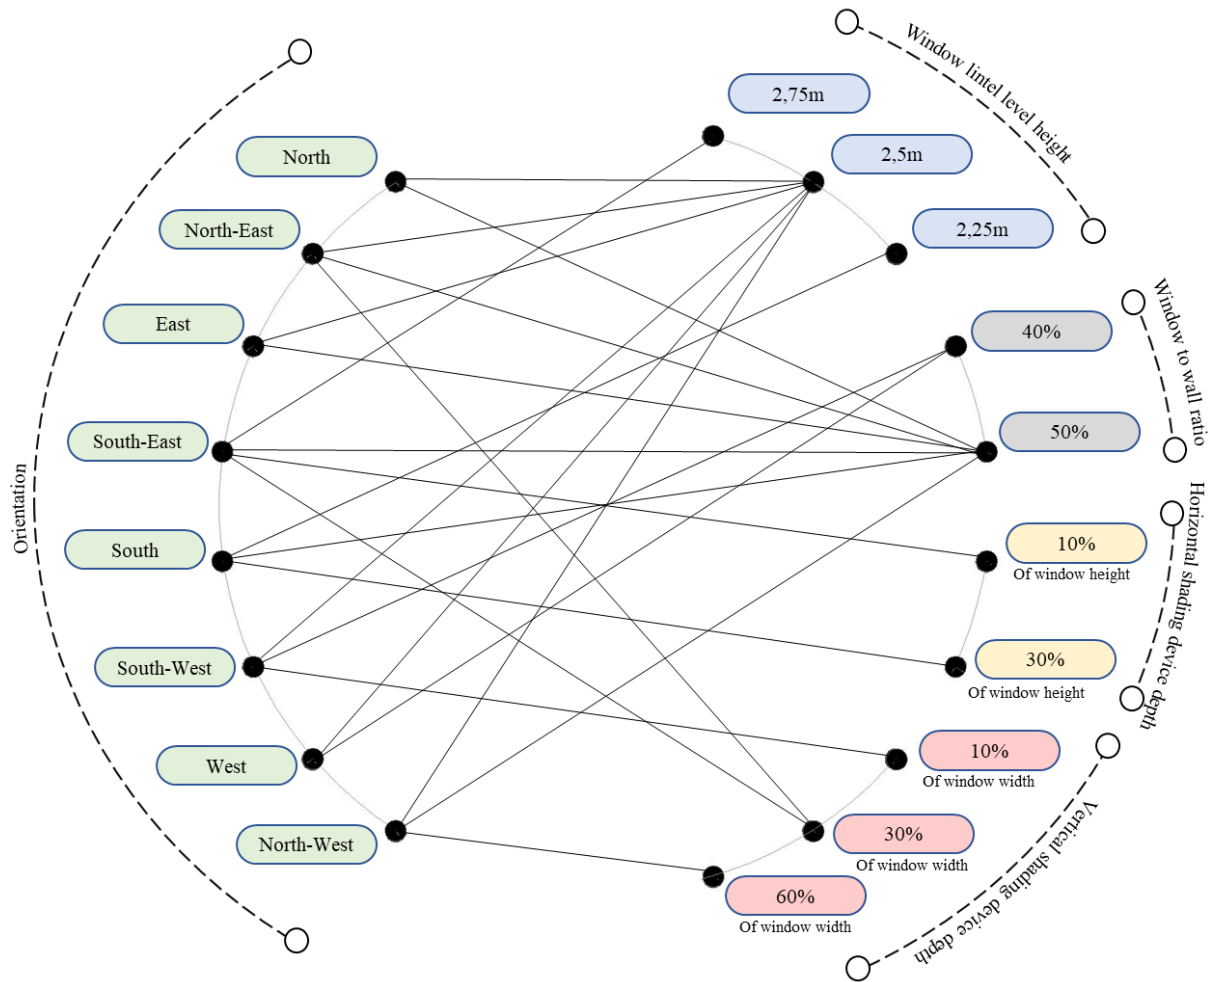 Orientation
North
North-East
East
South-East
South
South-West
West
North-West
Window lintel level height
2,75m
2,5m
2,25m
Window to wall ratio
40%
50%
Horizontal shading device depth
10%
Of window height
30%
Of window height
Vertical shading device depth
10%
Of window width
30%
Of window width
60%
Of window width